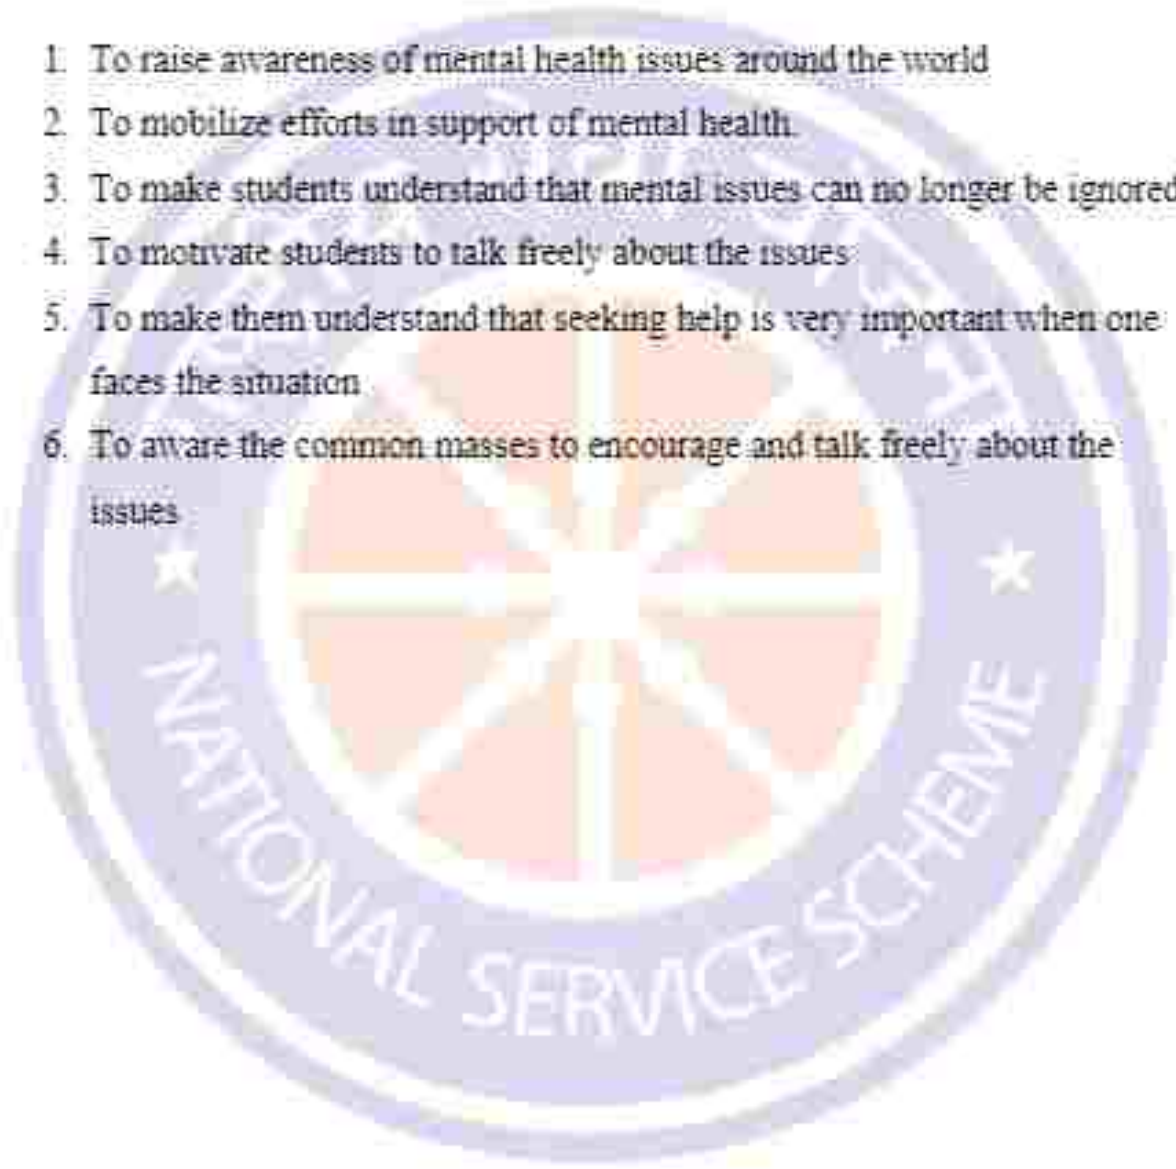 1. To raise awareness of mental health issues around the world
2. To mobilize efforts in support of mental health.
3. To make students understand that mental issues can no longer be ignored
4. To motivate students to talk freely about the issues
5. To make them understand that seeking help is very important when one
faces the situation
6. To aware the common masses to encourage and talk freely about the
issues
NATIONAL SERVICE SCHEME